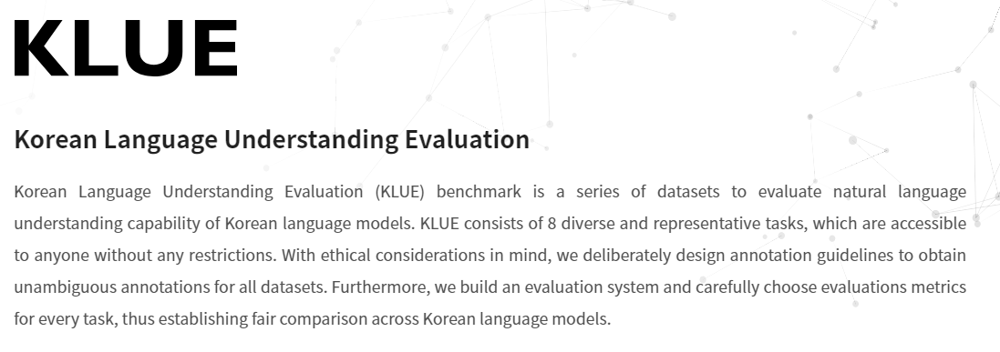 KLUE
Korean Language Understanding Evaluation
Korean Language Understanding Evaluation (KLUE) benchmark is a series of datasets to evaluate natural language
understanding capability of Korean language models. KLUE consists of 8 diverse and representative tasks, which are accessible
to anyone without any restrictions. With ethical considerations in mind, we deliberately design annotation guidelines to obtain
unambiguous annotations for all datasets. Furthermore, we build an evaluation system and carefully choose evaluations metrics
for every task, thus establishing fair comparison across Korean language models.